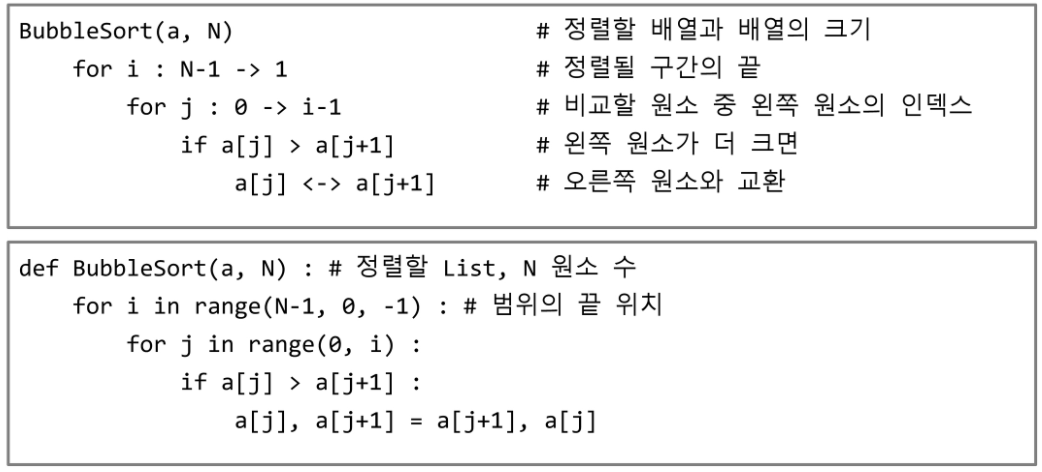 BubbleSort(a, N) # 정렬할 배열과 배열의 크기
for i : N-1 -> 1 # 정렬될 구간의 끝
for j : 0 -> i-1 # 비교할 원소 중 왼쪽 원소의 인덱스
if a[j] > a[j+1] # 왼쪽 원소가 더 크면
a[j] <-> a[j+1] # 오른쪽 원소와 교환
def BubbleSort(a, N) : # 정렬할 List, N 원소 수
for i in range(N-1, 0, -1) : # 범위의 끝 위치
for j in range(0, i) :
if a[j] > a[j+1] :
a[j], a[j+1] = a[j+1], a[j]